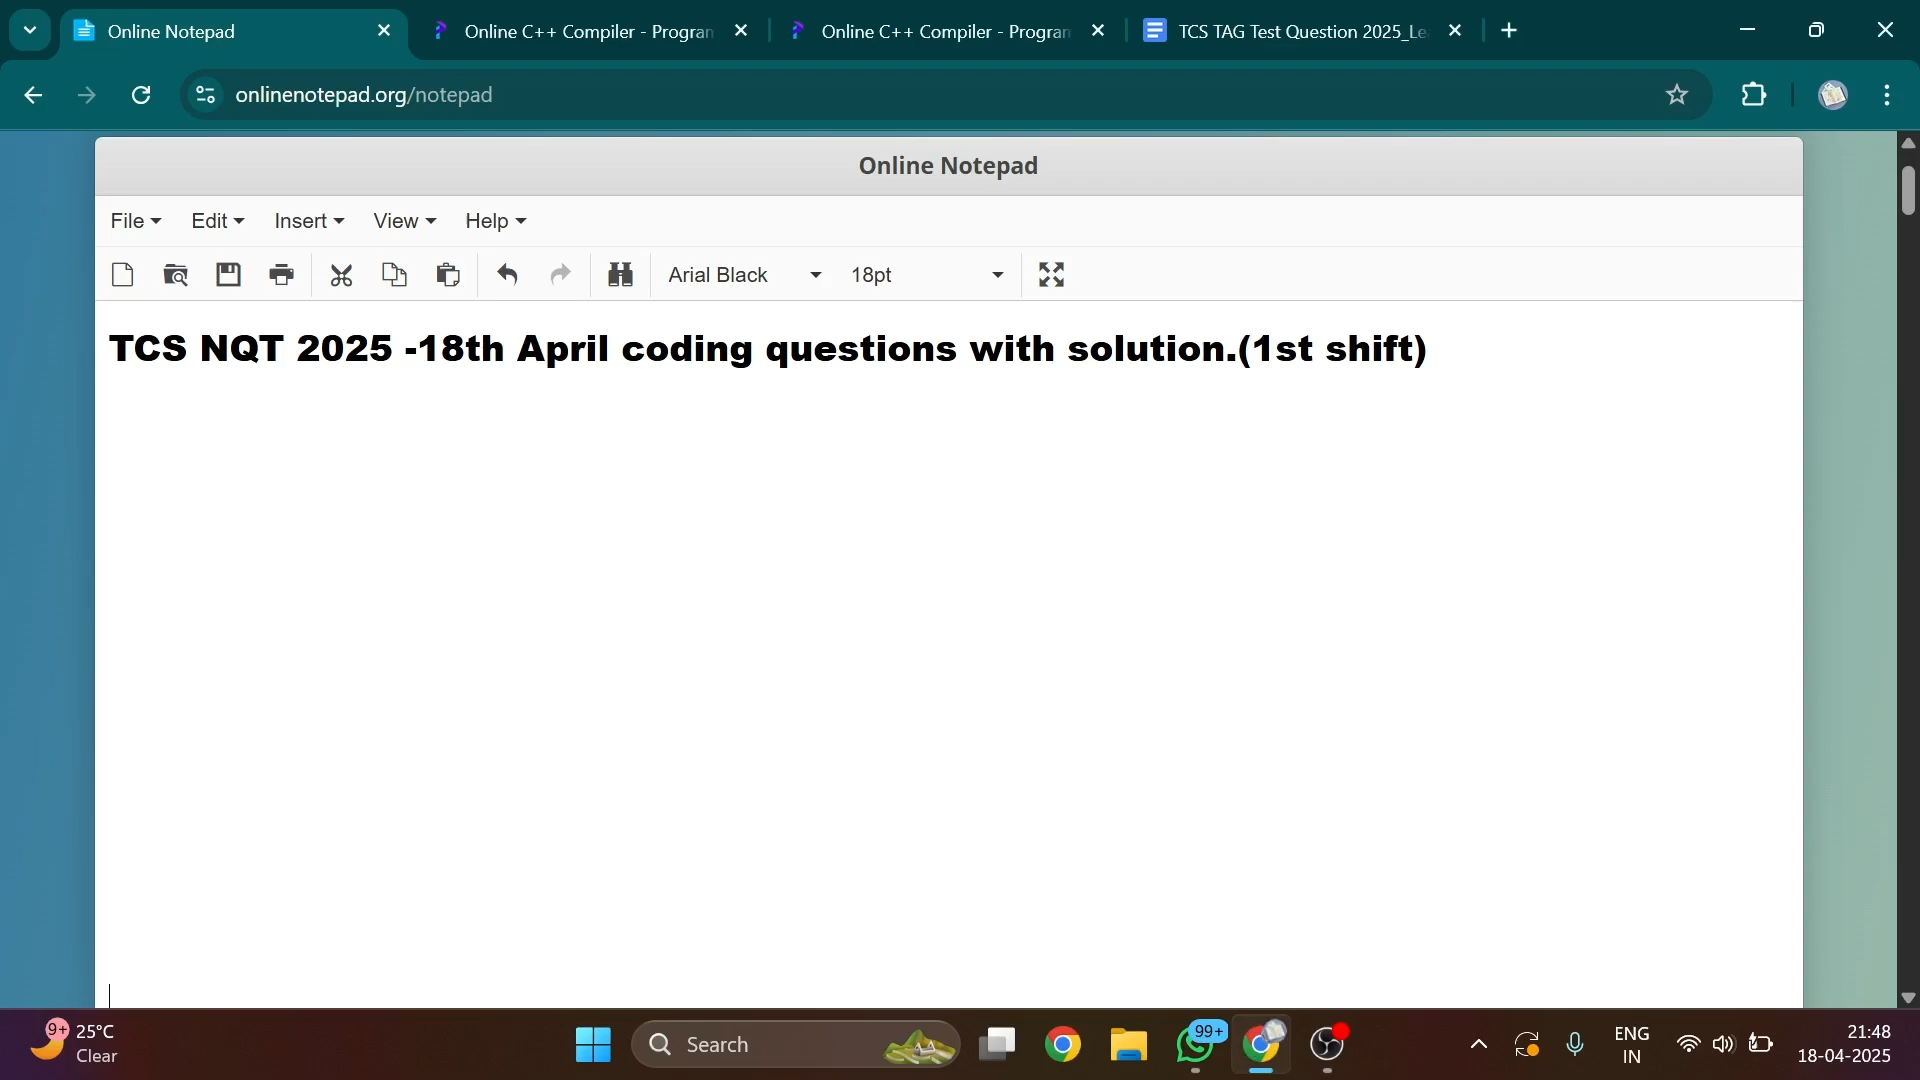 Online Notepad
Online C++ Compiler - Program
Online C++ Compiler - Program
TCS TAG Test Question 2025_Le
onlinenotepad.org/notepad
Online Notepad
File Edit Insert View Help
Arial Black 18pt
TCS NQT 2025 -18th April coding questions with solution.(1st shift)
9+ 25°C
Clear
Search
99+
ENG
IN
21:48
18-04-2025